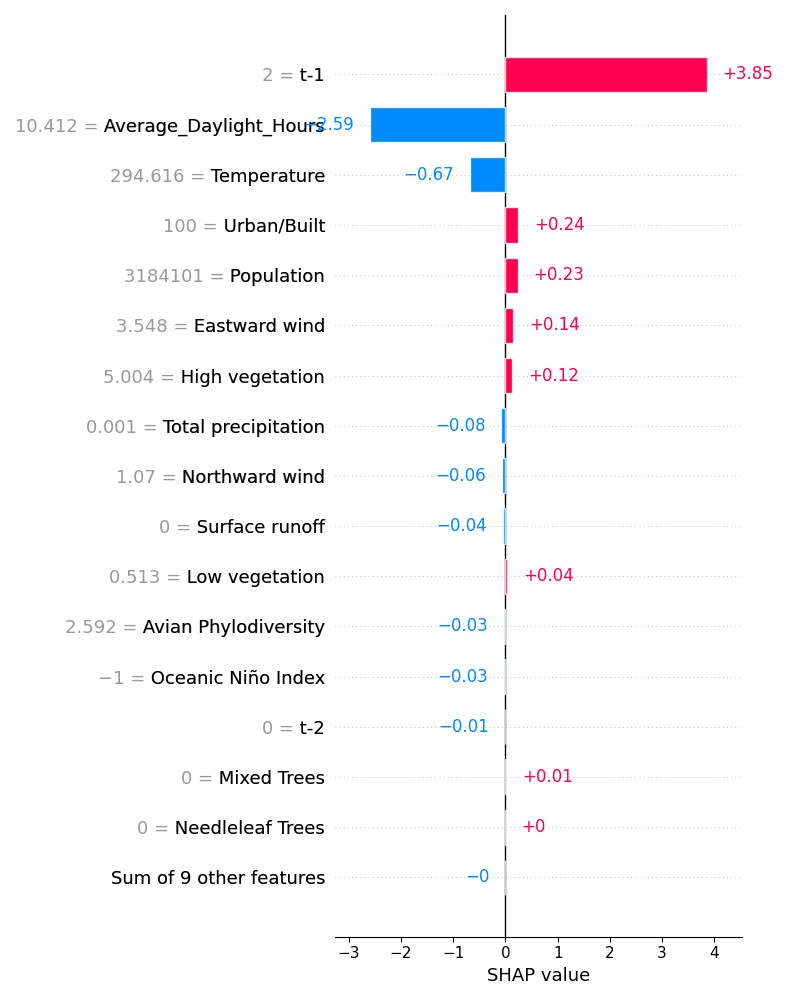 2 = t-1 +3.85
10.412 = Average_Daylight_Hours −2.59
294.616 = Temperature −0.67
100 = Urban/Built +0.24
3184101 = Population +0.23
3.548 = Eastward wind +0.14
5.004 = High vegetation +0.12
0.001 = Total precipitation −0.08
1.07 = Northward wind −0.06
0 = Surface runoff −0.04
0.513 = Low vegetation +0.04
2.592 = Avian Phylodiversity −0.03
−1 = Oceanic Niño Index −0.03
0 = t-2 −0.01
0 = Mixed Trees +0.01
0 = Needleleaf Trees +0
Sum of 9 other features −0
−3 −2 −1 0 1 2 3 4
SHAP value